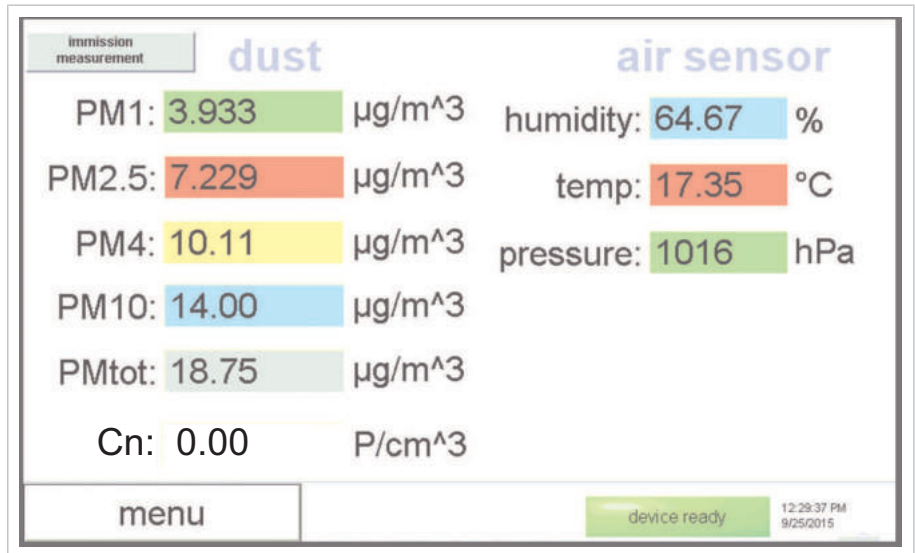 immission
measurement
dust
air sensor
PM1: 3.933 µg/m^3
humidity: 64.67 %
PM2.5: 7.229 µg/m^3
temp: 17.35 °C
PM4: 10.11 µg/m^3
pressure: 1016 hPa
PM10: 14.00 µg/m^3
PMtot: 18.75 µg/m^3
Cn: 0.00 P/cm^3
menu
device ready
12:29:37 PM
9/25/2015